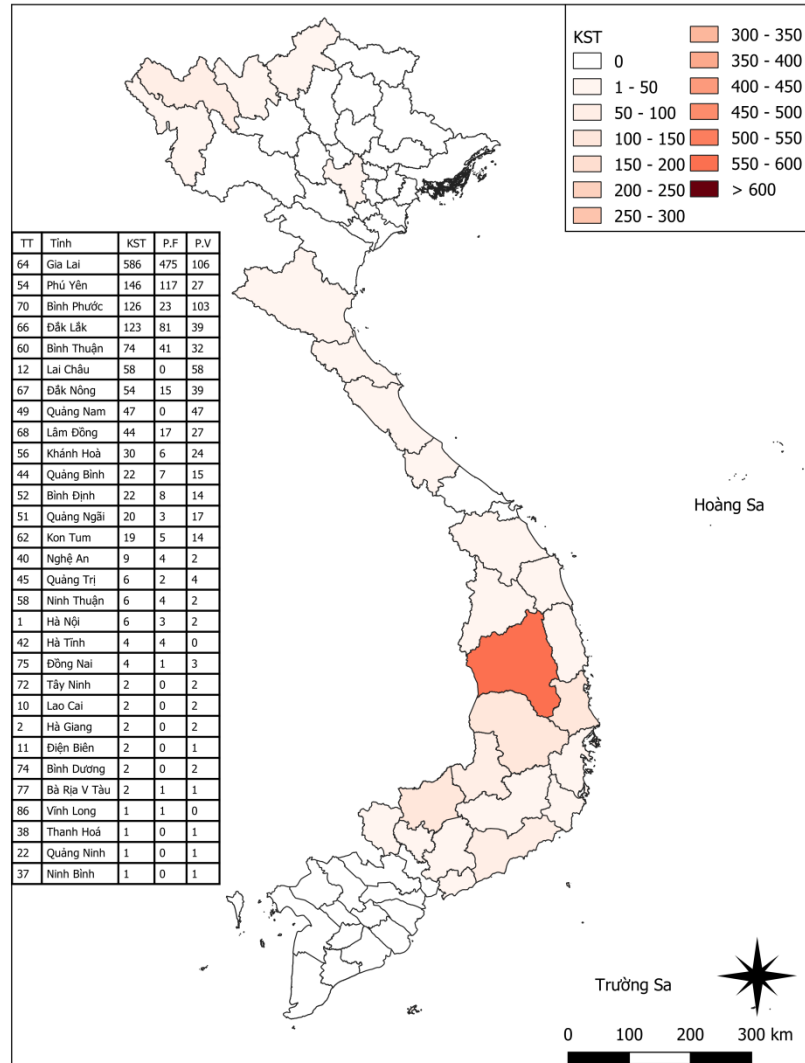 KST
0
1 - 50
50 - 100
100 - 150
150 - 200
200 - 250
250 - 300
300 - 350
350 - 400
400 - 450
450 - 500
500 - 550
550 - 600
> 600
TT Tỉnh KST P.F P.V
64 Gia Lai 586 475 106
54 Phú Yên 146 117 27
70 Bình Phước 126 23 103
66 Đắk Lắk 123 81 39
60 Bình Thuận 74 41 32
12 Lai Châu 58 0 58
67 Đắk Nông 54 15 39
49 Quảng Nam 47 0 47
68 Lâm Đồng 44 17 27
56 Khánh Hoà 30 6 24
44 Quảng Bình 22 7 15
52 Bình Định 22 8 14
51 Quảng Ngãi 20 3 17
62 Kon Tum 19 5 14
40 Nghệ An 9 4 2
45 Quảng Trị 6 2 4
58 Ninh Thuận 6 4 2
1 Hà Nội 6 3 2
42 Hà Tĩnh 4 4 0
75 Đồng Nai 4 1 3
72 Tây Ninh 2 0 2
10 Lao Cai 2 0 2
2 Hà Giang 2 0 2
11 Điện Biên 2 0 1
74 Bình Dương 2 0 2
77 Bà Rịa V Tàu 2 1 1
86 Vĩnh Long 1 1 0
38 Thanh Hoá 1 0 1
22 Quảng Ninh 1 0 1
37 Ninh Bình 1 0 1
Hoàng Sa
Trường Sa
0 100 200 300 km